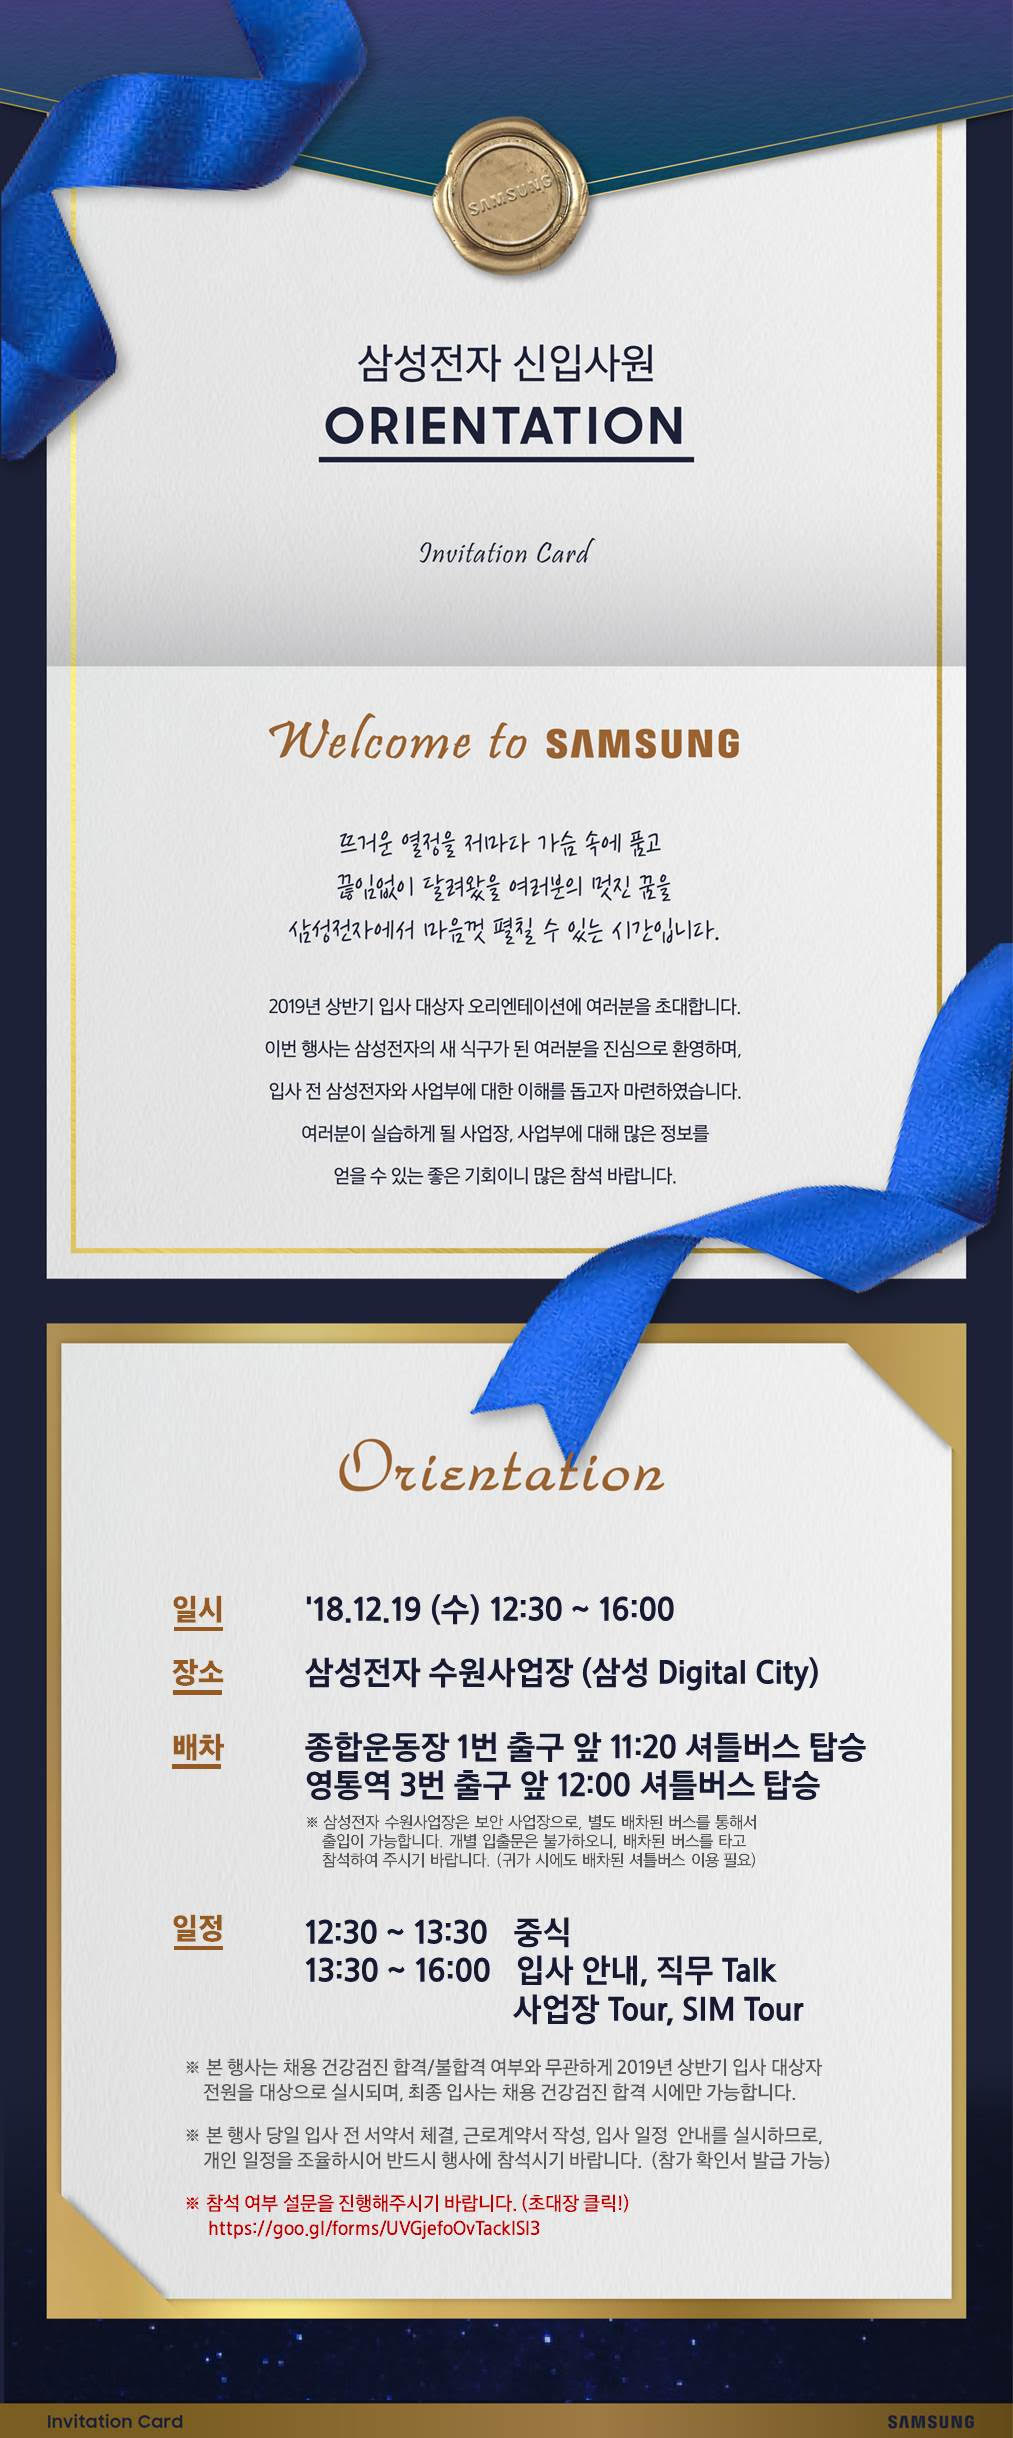 SAMSUNG
삼성전자 신입사원
ORIENTATION
Invitation Card
Welcome to SAMSUNG
뜨거운 열정을 저마다 가슴 속에 품고
끊임없이 달려왔을 여러분의 멋진 꿈을
삼성전자에서 마음껏 펼칠 수 있는 시간입니다.
2019년 상반기 입사 대상자 오리엔테이션에 여러분을 초대합니다.
이번 행사는 삼성전자의 새 식구가 된 여러분을 진심으로 환영하며,
입사 전 삼성전자와 사업부에 대한 이해를 돕고자 마련하였습니다.
여러분이 실습하게 될 사업장, 사업부에 대해 많은 정보를
얻을 수 있는 좋은 기회이니 많은 참석 바랍니다.
Orientation
일시 '18.12.19 (수) 12:30 ~ 16:00
장소 삼성전자 수원사업장 (삼성 Digital City)
배차 종합운동장 1번 출구 앞 11:20 셔틀버스 탑승
영통역 3번 출구 앞 12:00 셔틀버스 탑승
※ 삼성전자 수원사업장은 보안 사업장으로, 별도 배차된 버스를 통해서
출입이 가능합니다. 개별 입출문은 불가하오니, 배차된 버스를 타고
참석하여 주시기 바랍니다. (귀가 시에도 배차된 셔틀버스 이용 필요)
일정 12:30 ~ 13:30 중식
13:30 ~ 16:00 입사 안내, 직무 Talk
사업장 Tour, SIM Tour
※ 본 행사는 채용 건강검진 합격/불합격 여부와 무관하게 2019년 상반기 입사 대상자
전원을 대상으로 실시되며, 최종 입사는 채용 건강검진 합격 시에만 가능합니다.
※ 본 행사 당일 입사 전 서약서 체결, 근로계약서 작성, 입사 일정 안내를 실시하므로,
개인 일정을 조율하시어 반드시 행사에 참석시기 바랍니다. (참가 확인서 발급 가능)
※ 참석 여부 설문을 진행해주시기 바랍니다. (초대장 클릭!)
https://goo.gl/forms/UVGjefoOvTacklSl3
Invitation Card SAMSUNG